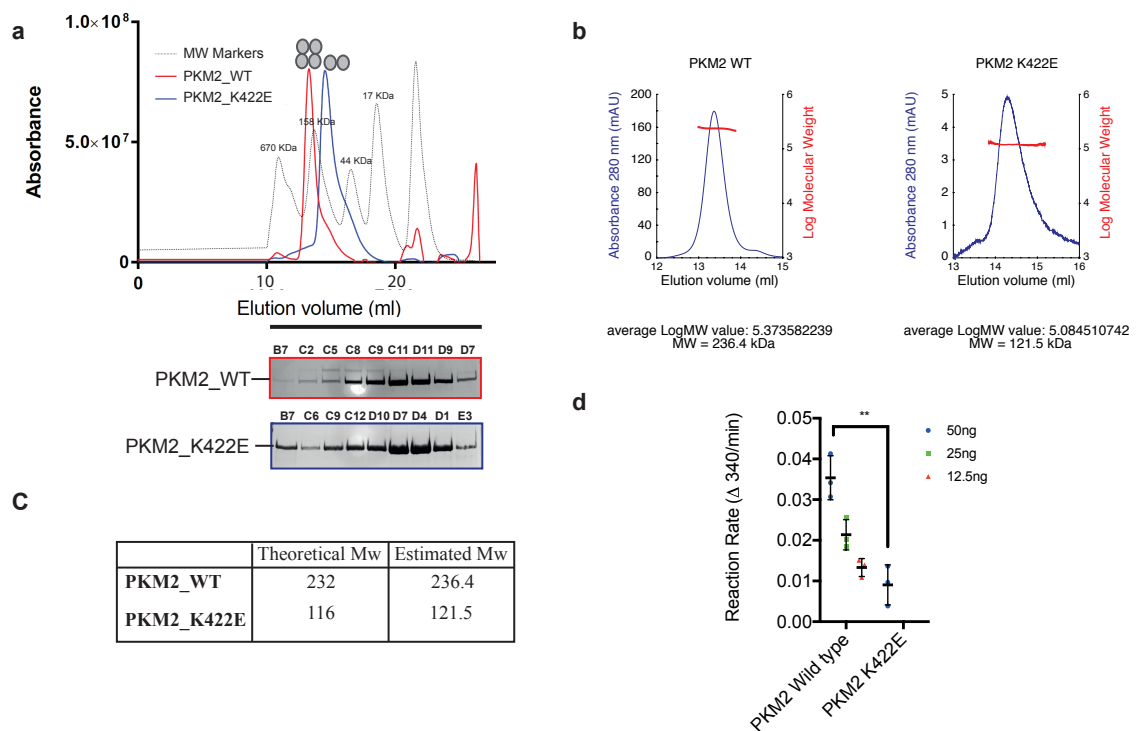 a
1.0×10⁸
5.0×10⁷
0
Absorbance
MW Markers
PKM2_WT
PKM2_K422E
670 KDa
158 KDa
44 KDa
17 KDa
0
10
20
Elution volume (ml)
B7 C2 C5 C8 C9 C11 D11 D9 D7
PKM2_WT
B7 C6 C9 C12 D10 D7 D4 D1 E3
PKM2_K422E
b
PKM2 WT
Absorbance 280 nm (mAU)
200
160
120
80
40
0
6
5
4
3
Log Molecular Weight
12 13 14 15
Elution volume (ml)
average LogMW value: 5.373582239
MW = 236.4 kDa
PKM2 K422E
Absorbance 280 nm (mAU)
5
4
3
2
1
0
6
5
4
3
Log Molecular Weight
13 14 15 16
Elution volume (ml)
average LogMW value: 5.084510742
MW = 121.5 kDa
C
Theoretical Mw Estimated Mw
PKM2_WT 232 236.4
PKM2_K422E 116 121.5
d
Reaction Rate (Δ 340/min)
0.05
0.04
0.03
0.02
0.01
0.00
**
50ng
25ng
12.5ng
PKM2 Wild type
PKM2 K422E